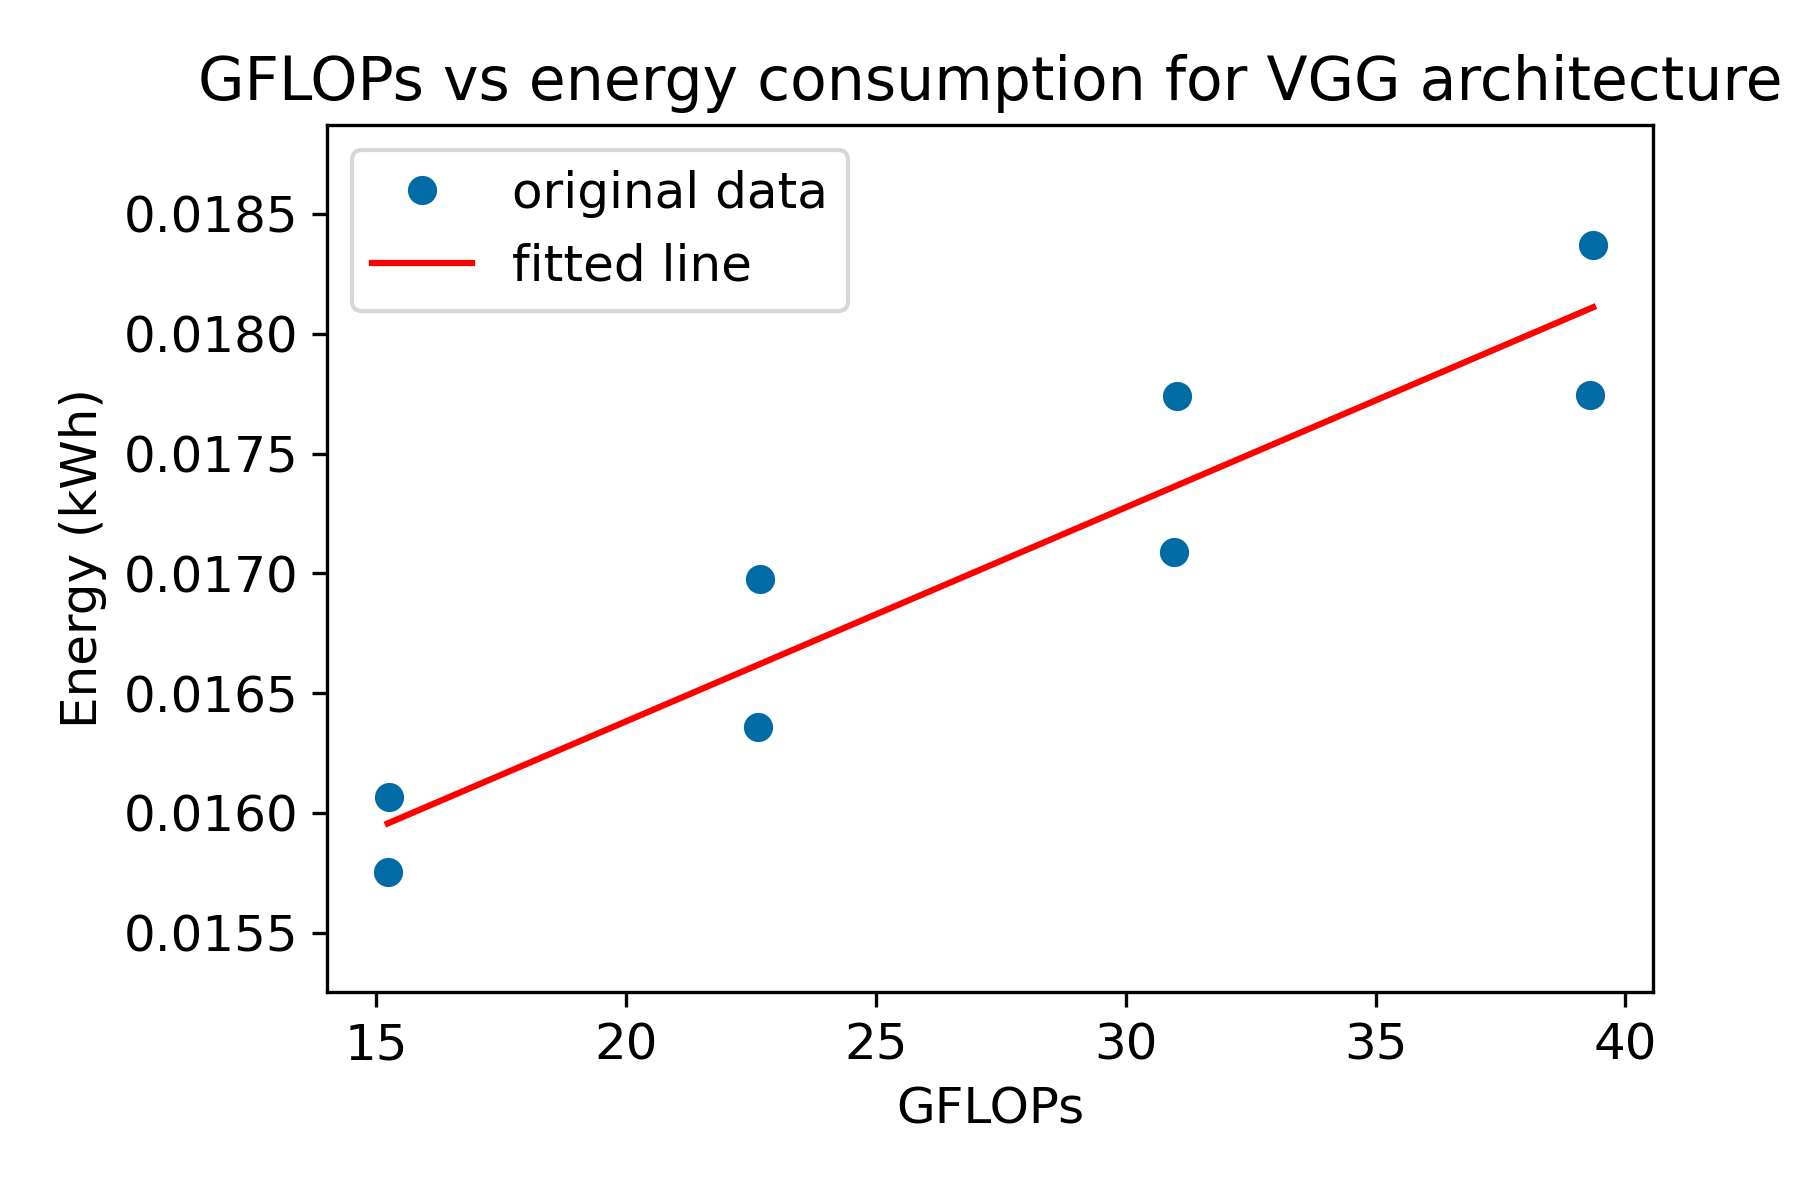 GFLOPs vs energy consumption for VGG architecture
original data
fitted line
0.0185
0.0180
0.0175
0.0170
0.0165
0.0160
0.0155
Energy (kWh)
15 20 25 30 35 40
GFLOPs